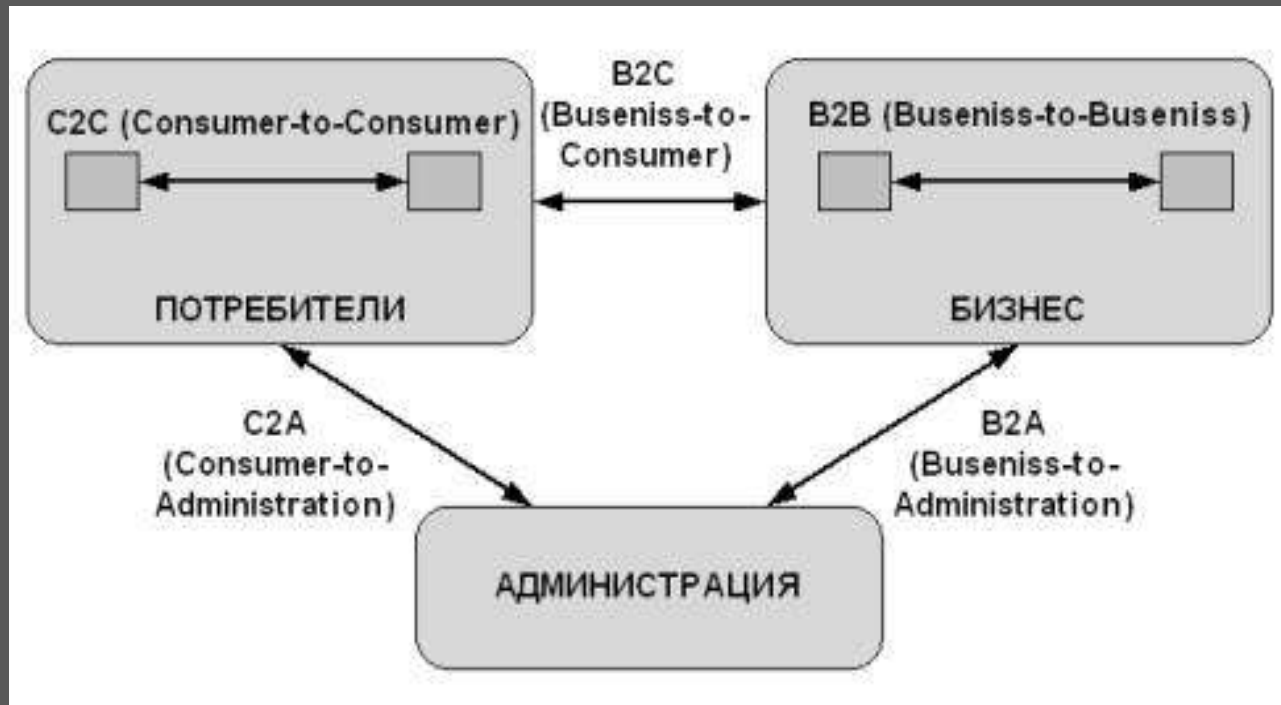 C2C (Consumer-to-Consumer)
ПОТРЕБИТЕЛИ
B2C
(Buseniss-to-
Consumer)
B2B (Buseniss-to-Buseniss)
БИЗНЕС
C2A
(Consumer-to-
Administration)
B2A
(Buseniss-to-
Administration)
АДМИНИСТРАЦИЯ